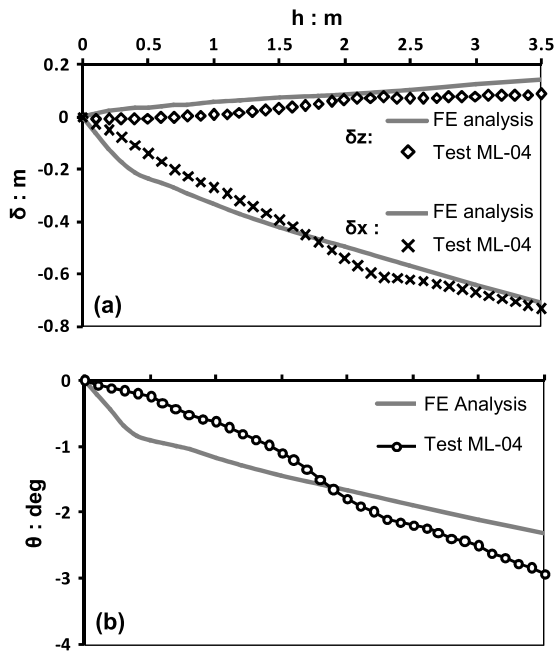 h : m
0 0.5 1 1.5 2 2.5 3 3.5
0.2
0
-0.2
-0.4
-0.6
-0.8
δ : m
δz:
FE analysis
Test ML-04
δx :
FE analysis
Test ML-04
(a)
0
-1
-2
-3
-4
θ : deg
FE Analysis
Test ML-04
(b)